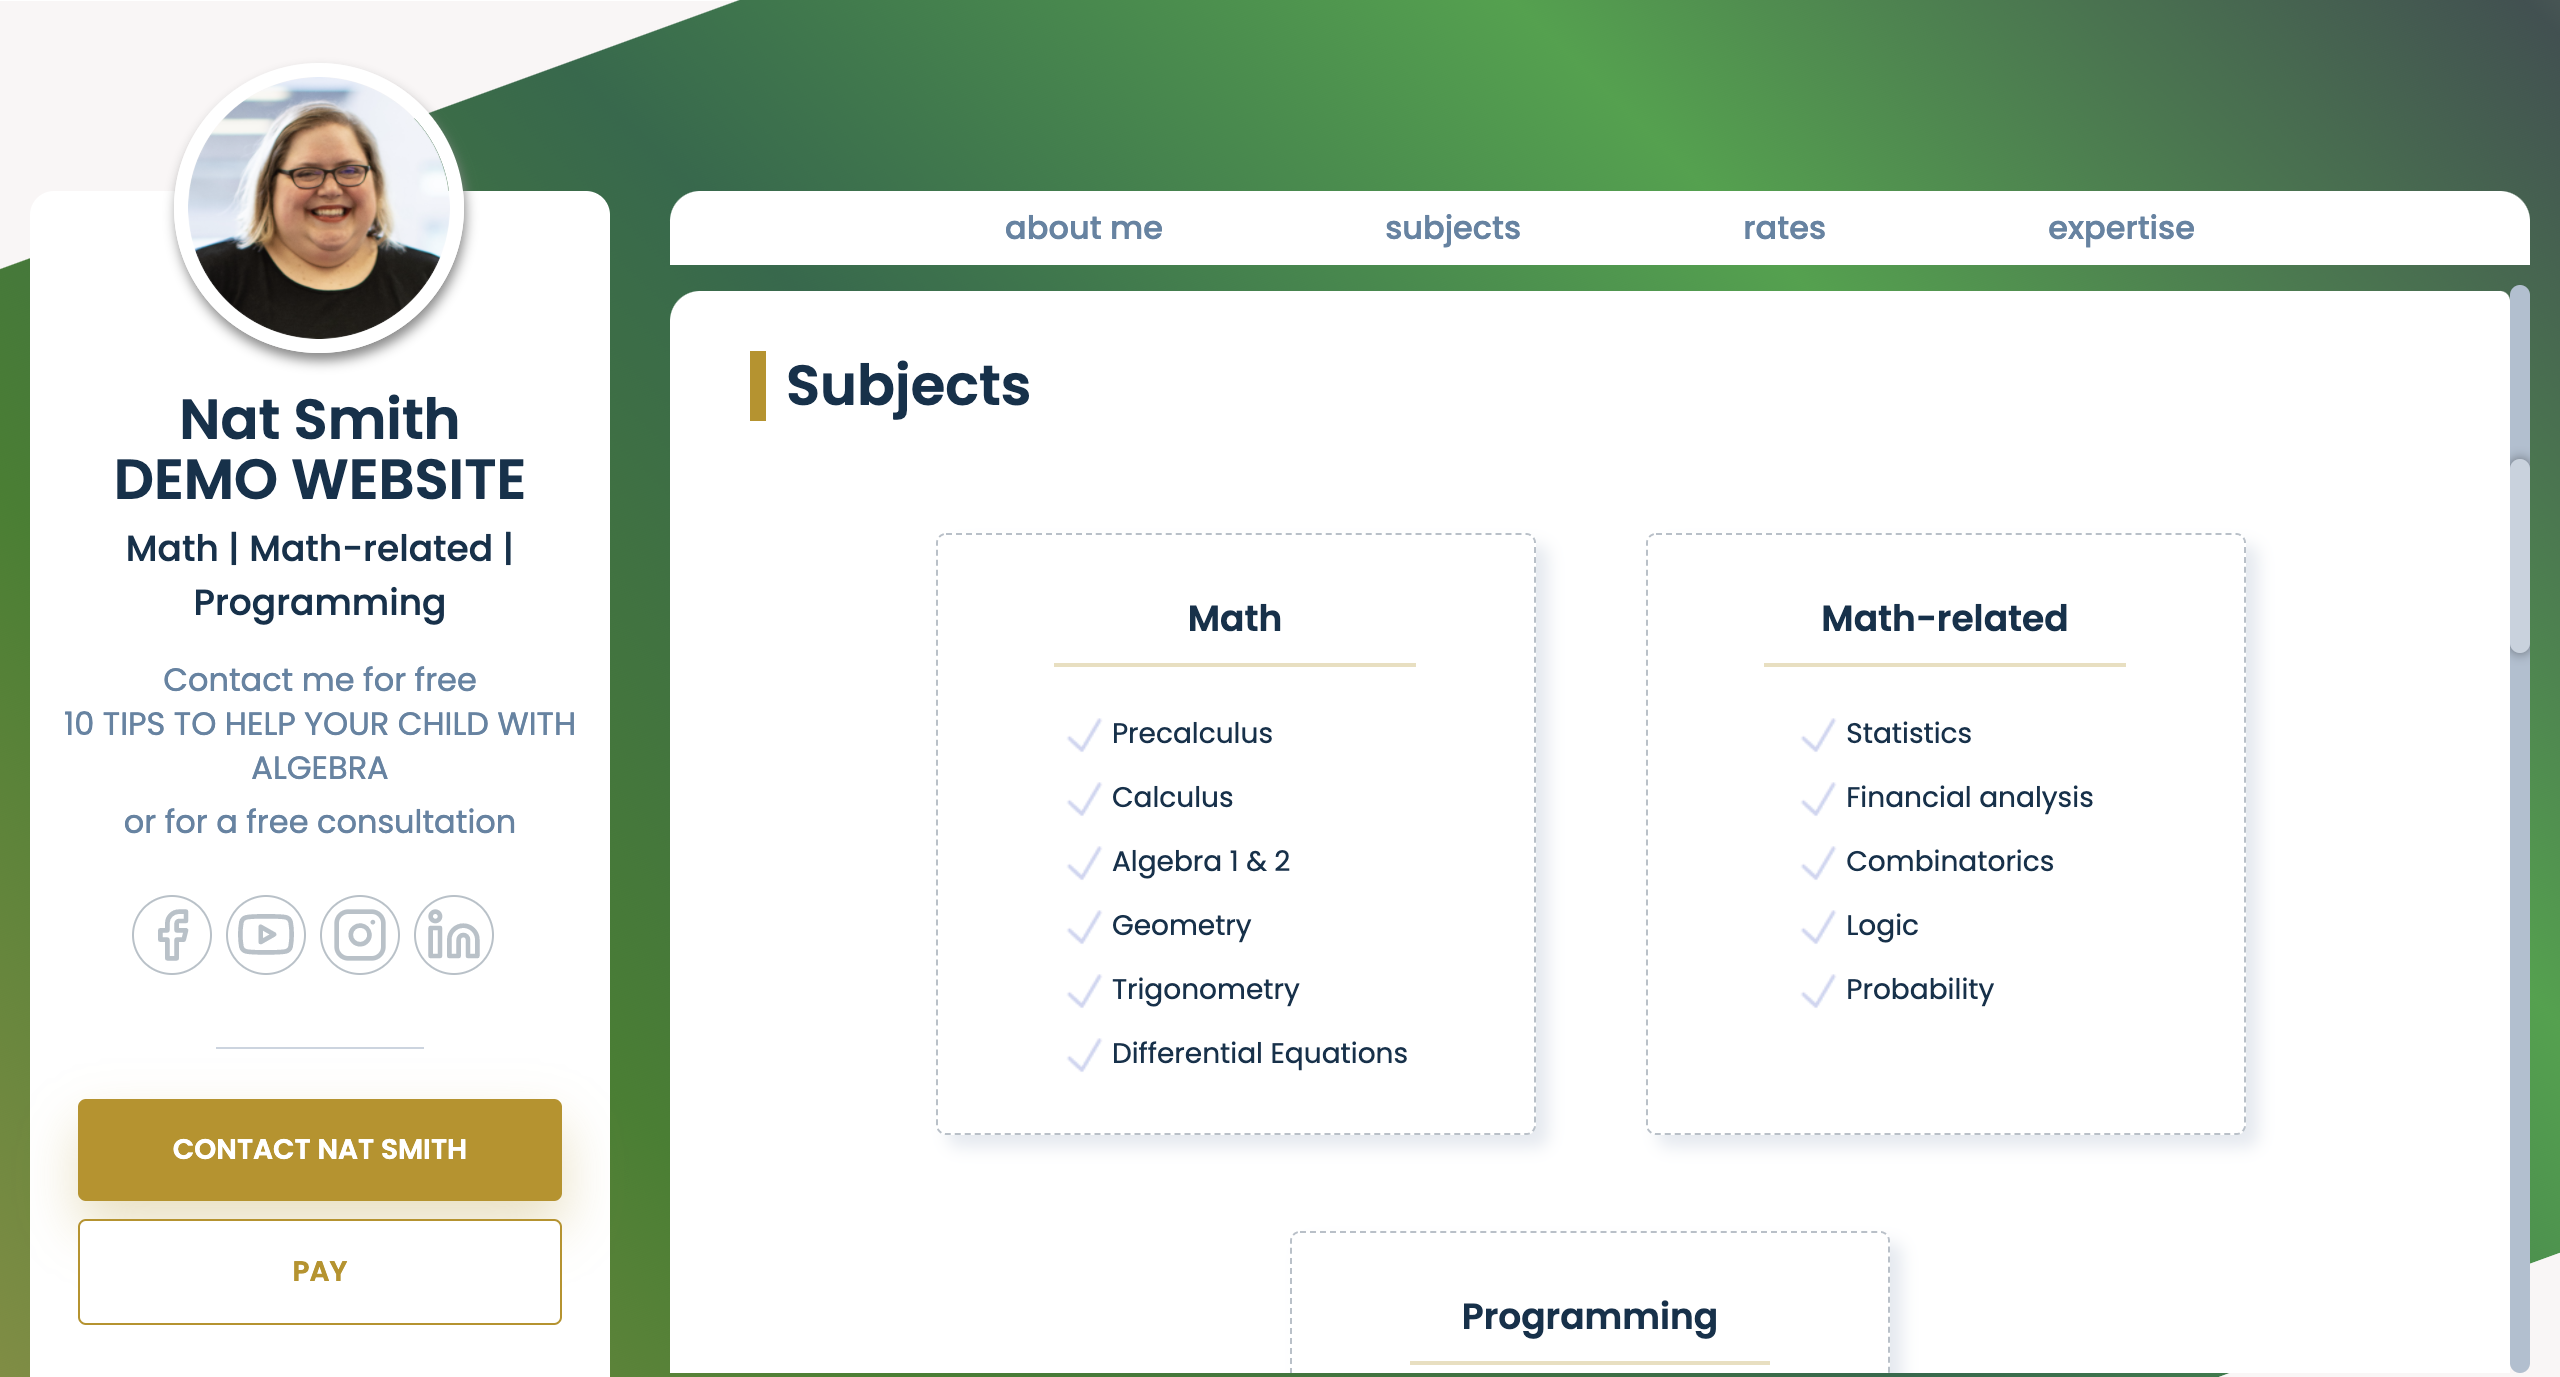 about me
subjects
rates
expertise
Nat Smith
DEMO WEBSITE
Math | Math-related |
Programming
Contact me for free
10 TIPS TO HELP YOUR CHILD WITH
ALGEBRA
or for a free consultation
CONTACT NAT SMITH
PAY
Subjects
Math
Precalculus
Calculus
Algebra 1 & 2
Geometry
Trigonometry
Differential Equations
Math-related
Statistics
Financial analysis
Combinatorics
Logic
Probability
Programming